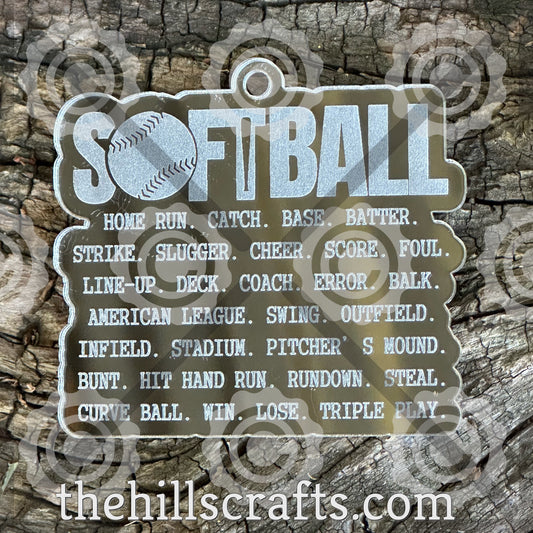 SOFTBALL
HOME RUN. CATCH. BASE. BATTER.
STRIKE. SLUGGER. CHEER. SCORE. FOUL.
LINE-UP. DECK. COACH. ERROR. BALK.
AMERICAN LEAGUE. SWING. OUTFIELD.
INFIELD. STADIUM. PITCHER' S MOUND.
BUNT. HIT HAND RUN. RUNDOWN. STEAL.
CURVE BALL. WIN. LOSE. TRIPLE PLAY.
thehillscrafts.com